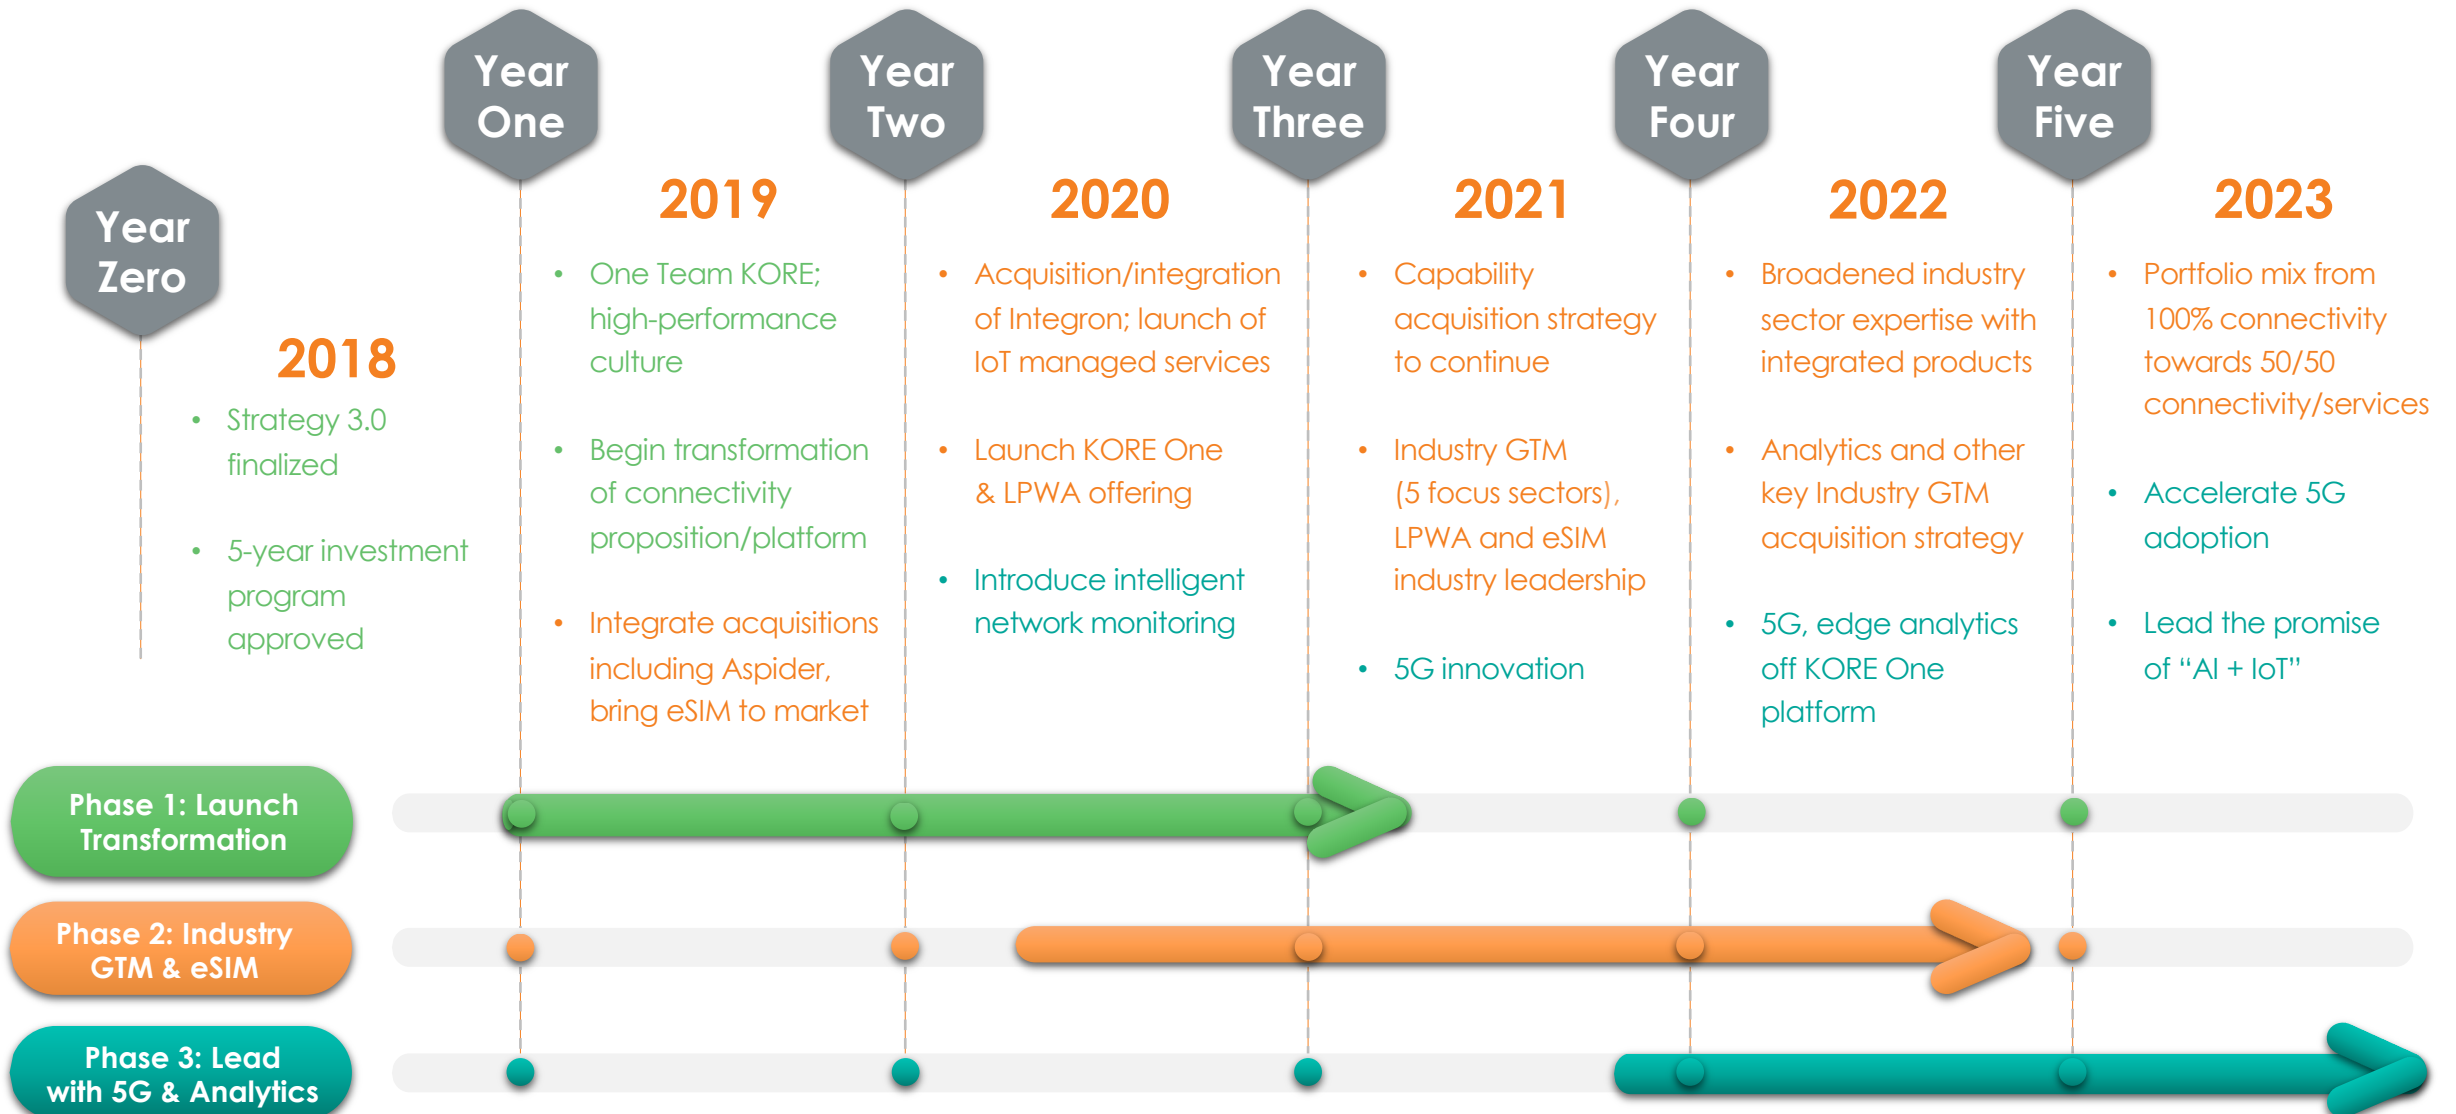 Year
Zero
2018
• Strategy 3.0
finalized
• 5-year investment
program
approved
Year
One
2019
• One Team KORE;
high-performance
culture
• Begin transformation
of connectivity
proposition/platform
• Integrate acquisitions
including Aspider,
bring eSIM to market
Year
Two
2020
• Acquisition/integration
of Integron; launch of
IoT managed services
• Launch KORE One
& LPWA offering
• Introduce intelligent
network monitoring
Year
Three
2021
• Capability
acquisition strategy
to continue
• Industry GTM
(5 focus sectors),
LPWA and eSIM
industry leadership
• 5G innovation
Year
Four
2022
• Broadened industry
sector expertise with
integrated products
• Analytics and other
key Industry GTM
acquisition strategy
• 5G, edge analytics
off KORE One
platform
Year
Five
2023
• Portfolio mix from
100% connectivity
towards 50/50
connectivity/services
• Accelerate 5G
adoption
• Lead the promise
of “AI + IoT”
Phase 1: Launch
Transformation
Phase 2: Industry
GTM & eSIM
Phase 3: Lead
with 5G & Analytics